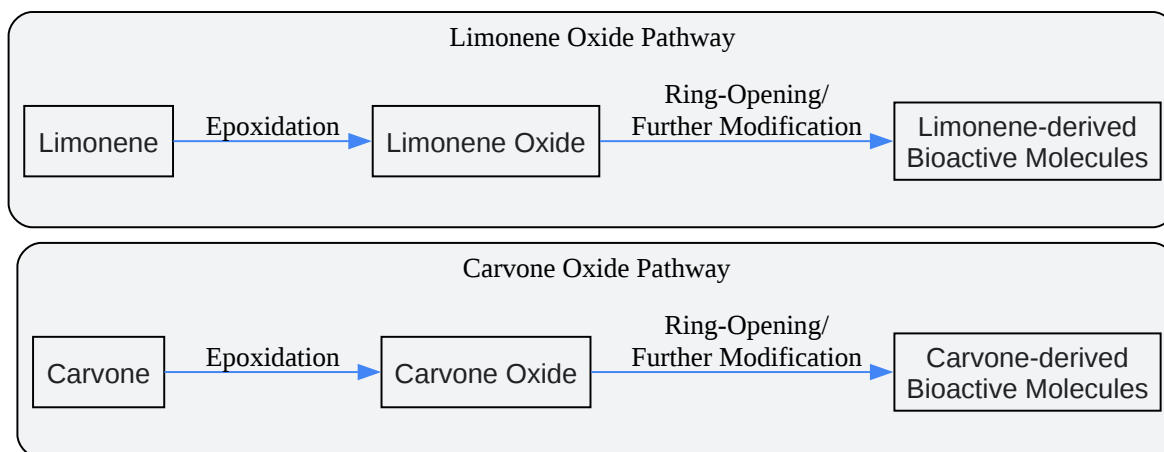 Limonene Oxide Pathway
Limonene
Epoxidation
Limonene Oxide
Ring-Opening/
Further Modification
Limonene-derived
Bioactive Molecules
Carvone Oxide Pathway
Carvone
Epoxidation
Carvone Oxide
Ring-Opening/
Further Modification
Carvone-derived
Bioactive Molecules